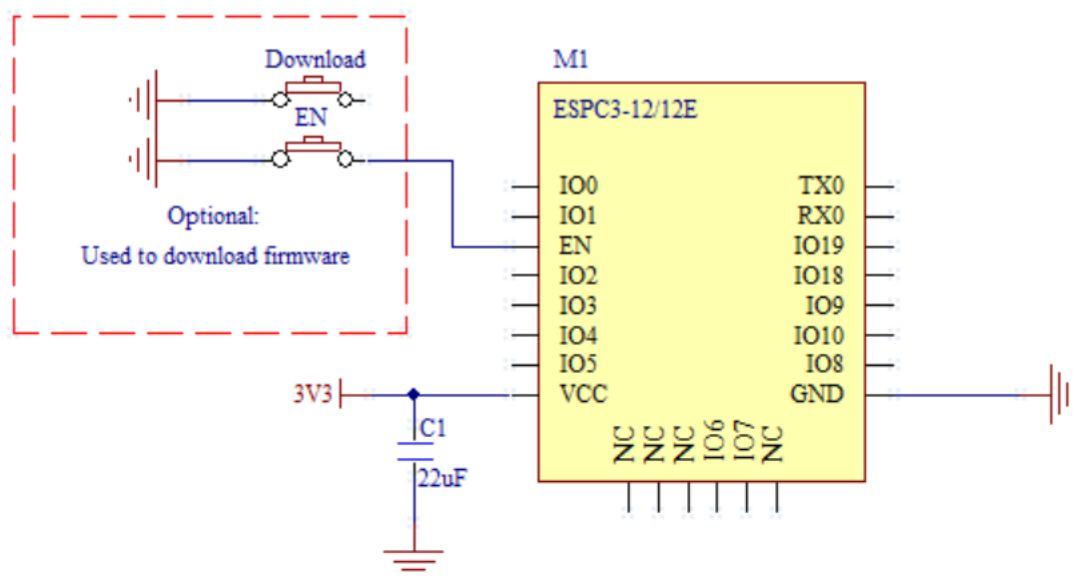 Download
EN
Optional:
Used to download firmware
M1
ESPC3-12/12E
IO0
IO1
EN
IO2
IO3
IO4
IO5
VCC
TX0
RX0
IO19
IO18
IO9
IO10
IO8
GND
NC
NC
NC
IO6
IO7
NC
3V3
C1
22uF